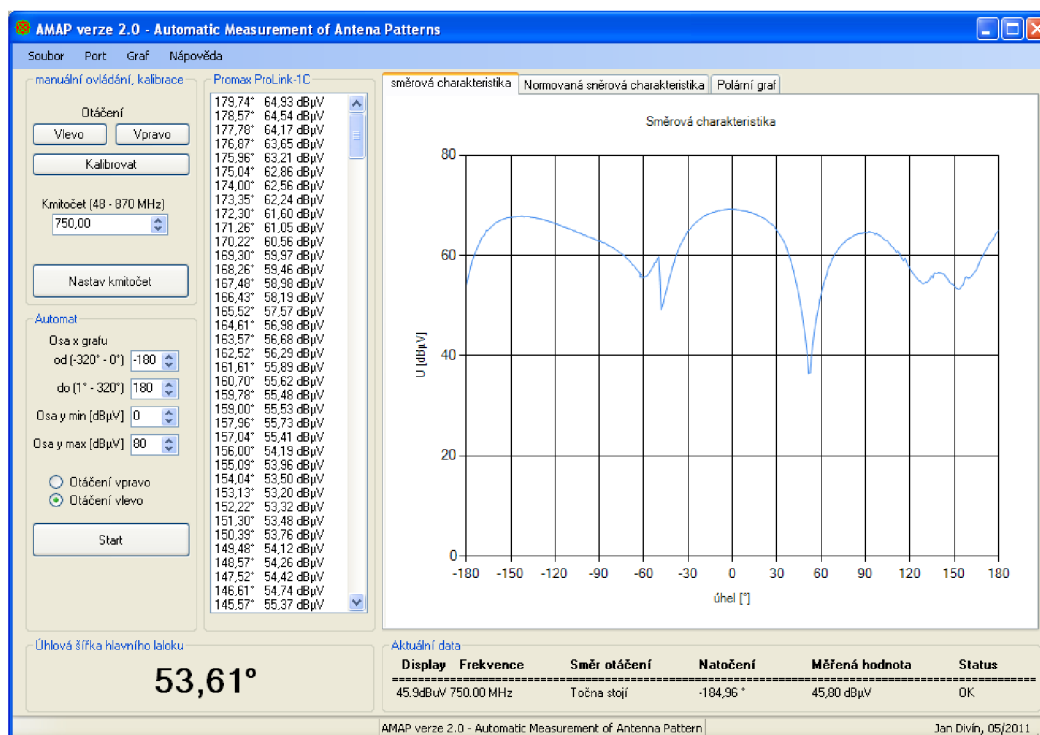 AMAP verze 2.0 - Automatic Measurement of Antena Patterns
Soubor Port Graf Nápověda
manuální ovládání, kalibrace
Otáčení
Vlevo Vpravo
Kalibrovat
Kmitočet (48 - 870 MHz)
750,00
Nastav kmitočet
Automat
Osa x grafu
od (-320° - 0°) -180
do (1° - 320°) 180
Osa y min [dBµV] 0
Osa y max [dBµV] 80
Otáčení vpravo
Otáčení vlevo
Start
Promax ProLink-1C
179,74° 64,93 dBµV
178,57° 64,54 dBµV
177,78° 64,17 dBµV
176,87° 63,65 dBµV
175,96° 63,21 dBµV
175,04° 62,86 dBµV
174,00° 62,56 dBµV
173,35° 62,24 dBµV
172,30° 61,60 dBµV
171,26° 61,05 dBµV
170,22° 60,56 dBµV
169,30° 59,97 dBµV
168,26° 59,46 dBµV
167,48° 58,98 dBµV
166,43° 58,19 dBµV
165,52° 57,57 dBµV
164,61° 56,98 dBµV
163,57° 56,68 dBµV
162,52° 56,29 dBµV
161,61° 55,89 dBµV
160,70° 55,62 dBµV
159,78° 55,48 dBµV
159,00° 55,53 dBµV
157,96° 55,73 dBµV
157,04° 55,41 dBµV
156,00° 54,19 dBµV
155,09° 53,96 dBµV
154,04° 53,50 dBµV
153,13° 53,20 dBµV
152,22° 53,32 dBµV
151,30° 53,48 dBµV
150,39° 53,76 dBµV
149,48° 54,12 dBµV
148,57° 54,26 dBµV
147,52° 54,42 dBµV
146,61° 54,74 dBµV
145,57° 55,37 dBµV
směrová charakteristika Normovaná sněrová charakteristika Polární graf
Směrová charakteristika
80
60
40
20
0
U [dBµV]
-180 -150 -120 -90 -60 -30 0 30 60 90 120 150 180
úhel [°]
Úhlová šířka hlavního laloku
53,61°
Aktuální data
Display Frekvence Směr otáčení Natočení Měřená hodnota Status
45.9dBuV 750.00 MHz Točna stojí -184,96 ° 45,80 dBµV OK
AMAP verze 2.0 - Automatic Measurement of Antenna Pattern
Jan Divín, 05/2011